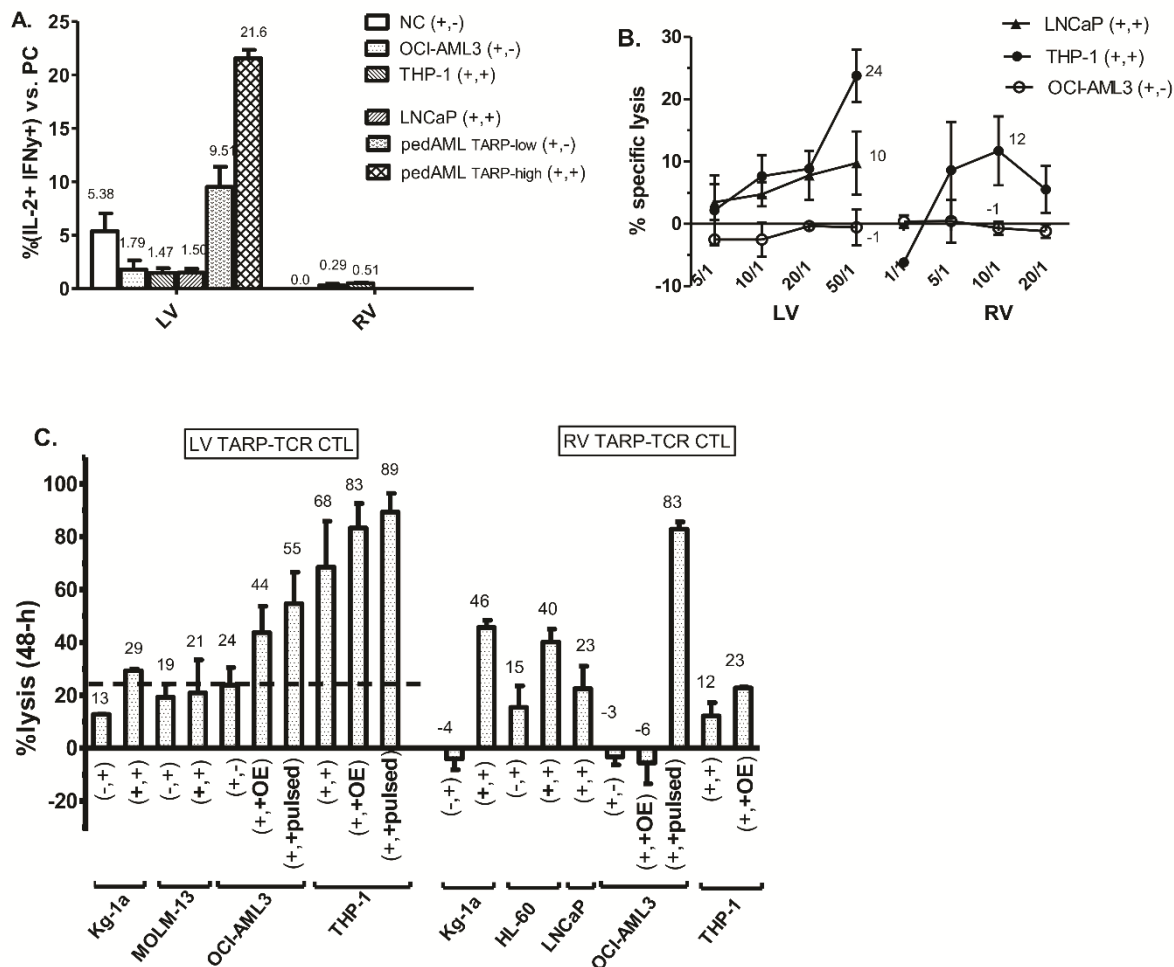 A.
%(IL-2+ IFNγ+) vs. PC
25
20
15
10
5
0
5.38
1.79
1.47
1.50
9.51
21.6
0.0
0.29
0.51
LV
RV
NC (+,-)
OCI-AML3 (+,-)
THP-1 (+,+)
LNCaP (+,+)
pedAML TARP-low (+,-)
pedAML TARP-high (+,+)
B.
% specific lysis
30
20
10
0
-10
24
10
-1
12
-1
5/1
10/1
20/1
50/1
1/1
5/1
10/1
20/1
LV
RV
LNCaP (+,+)
THP-1 (+,+)
OCI-AML3 (+,-)
C.
LV TARP-TCR CTL
RV TARP-TCR CTL
%lysis (48-h)
100
80
60
40
20
0
-20
13
29
19
21
24
44
55
68
83
89
-4
46
15
40
23
-3
-6
83
12
23
(-,+)
(+,+)
(-,+)
(+,+)
(+,-)
(+,+OE)
(+,+pulsed)
(+,+)
(+,+OE)
(+,+pulsed)
(-,+)
(+,+)
(-,+)
(+,+)
(+,+)
(+,-)
(+,+OE)
(+,+pulsed)
(+,+)
(+,+OE)
Kg-1a
MOLM-13
OCI-AML3
THP-1
Kg-1a
HL-60
LNCaP
OCI-AML3
THP-1